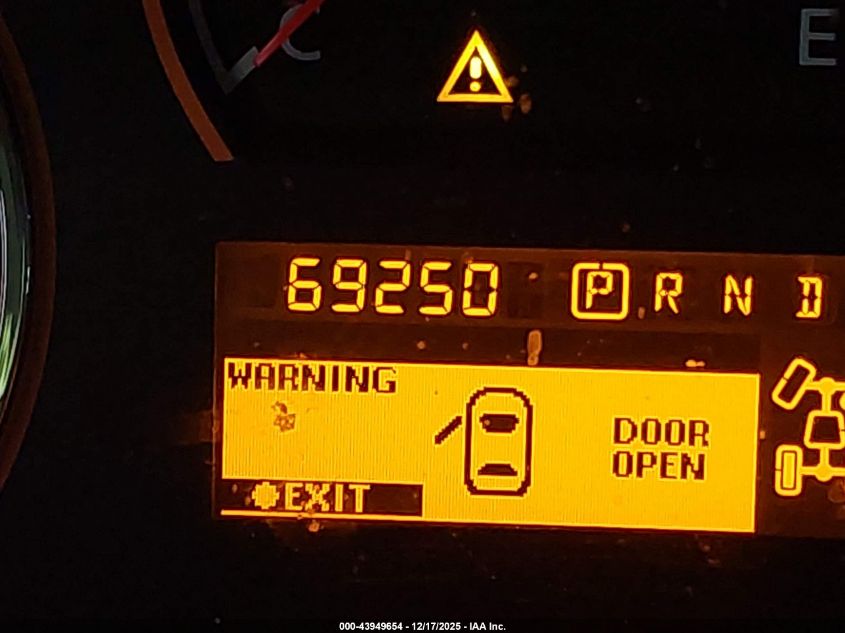 C
E
69250 P R N D
WARNING
DOOR
OPEN
EXIT
000-43949654 - 12/17/2025 - IAA Inc.